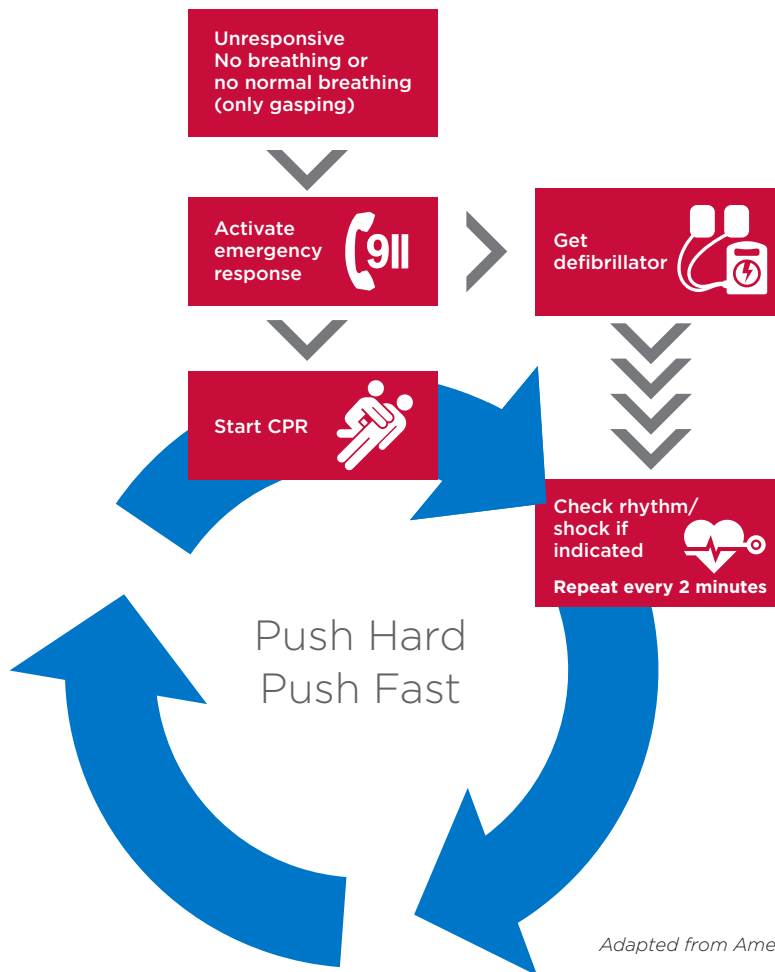 Unresponsive
No breathing or
no normal breathing
(only gasping)
Activate
emergency
response
911
Get
defibrillator
Start CPR
Check rhythm/
shock if
indicated
Repeat every 2 minutes
Push Hard
Push Fast
Adapted from Ame